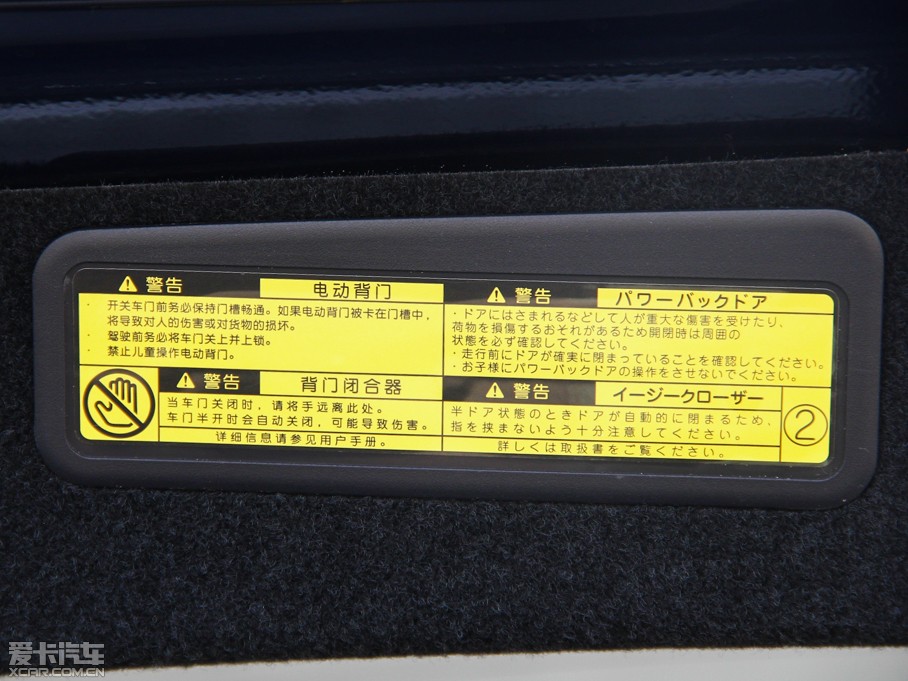 警告 电动背门
· 开关车门前务必保持门槽畅通。如果电动背门被卡在门槽中，
将导致对人的伤害或对货物的损坏。
· 驾驶前务必将车门关上并上锁。
· 禁止儿童操作电动背门。
警告 背门闭合器
当车门关闭时，请将手远离此处。
车门半开时会自动关闭，可能导致伤害。
详细信息请参见用户手册。
警告 パワーバックドア
・ドアにはさまれるなどして人が重大な傷害を受けたり、
荷物を損傷するおそれがあるため開閉時は周囲の
状態を必ず確認してください。
・走行前にドアが確実に閉まっていることを確認してください。
・お子様にパワーバックドアの操作をさせないでください。
警告 イージークローザー
半ドア状態のときドアが自動的に閉まるため、
指を挟まないよう十分注意してください。
詳しくは取扱書をご覧ください。
②
爱卡汽车
XCAR.COM.CN